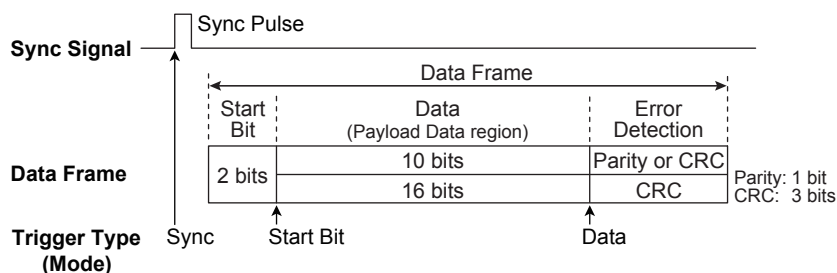 Sync Pulse
Sync Signal
Data Frame
Start
Bit
Data
(Payload Data region)
Error
Detection
Data Frame
2 bits
10 bits
Parity or CRC
16 bits
CRC
Parity: 1 bit
CRC: 3 bits
Trigger Type
(Mode)
Sync
Start Bit
Data